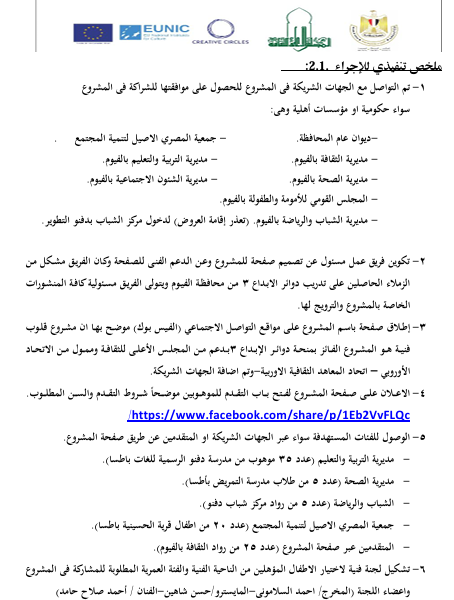 EUNIC
CREATIVE CIRCLES
2.1. ملخص تنفيذي للإجراء:
١- تم التواصل مع الجهات الشريكة فى المشروع للحصول على موافقتها للشراكة فى المشروع
سواء حكومية او مؤسسات أهلية وهى:
–ديوان عام المحافظة. – جمعية المصري الاصيل لتنمية المجتمع .
– مديرية الثقافة بالفيوم. – مديرية التربية والتعليم بالفيوم.
– مديرية الصحة بالفيوم. – مديرية الشئون الاجتماعية بالفيوم.
– المجلس القومي للأمومة والطفولة بالفيوم.
– مديرية الشباب والرياضة بالفيوم. (تعذر إقامة العروض) لدخول مركز الشباب بدفنو التطوير.
٢- تكوين فريق عمل مسئول عن تصميم صفحة للمشروع وعن الدعم الفنى للصفحة وكان الفريق مشكل من
الزملاء الحاصلين على تدريب دوائر الابداع ٣ من محافظة الفيوم ويتولى الفريق مسئولية كافة المنشورات
الخاصة بالمشروع والترويج لها.
٣- إطلاق صفحة باسم المشروع على مواقع التواصل الاجتماعي (الفيس بوك) موضح بها ان مشروع قلوب
فنية هو المشروع الفائز بمنحة دوائر الإبداع ٣بدعم من المجلس الأعلى للثقافة وممول من الاتحاد
الأوروبي – اتحاد المعاهد الثقافية الاوربية–وتم اضافة الجهات الشريكة.
٤- الاعلان على صفحة المشروع لفتح باب التقدم للموهوبين موضحاً شروط التقدم والسن المطلوب.
https://www.facebook.com/share/p/1Eb2VvFLQc/
٥- الوصول للفئات المستهدفة سواء عبر الجهات الشريكة او المتقدمين عن طريق صفحة المشروع.
– مديرية التربية والتعليم (عدد ٣٥ موهوب من مدرسة دفنو الرسمية للغات باطسا).
– مديرية الصحة (عدد ٥ من طلاب مدرسة التمريض بأطسا).
– الشباب والرياضة (عدد ٥ من رواد مركز شباب دفنو).
– جمعية المصري الاصيل لتنمية المجتمع (عدد ٢٠ من اطفال قرية الحسينية باطسا).
– المتقدمين عبر صفحة المشروع (عدد ٢٥ من رواد الثقافة بالفيوم).
٦- تشكيل لجنة فنية لاختيار الاطفال المؤهلين من الناحية الفنية والفئة العمرية المطلوبة للمشاركة فى المشروع
واعضاء اللجنة (المخرج/ احمد السلامونى–المايسترو/حسن شاهين–الفنان / أحمد صلاح حامد)